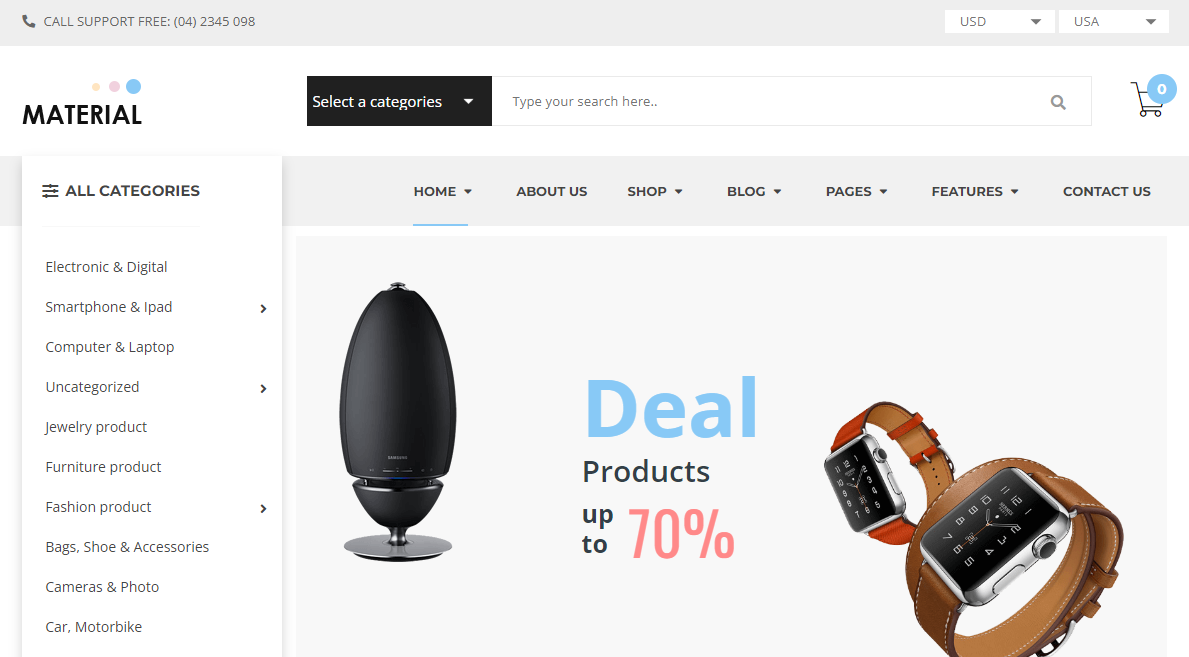 CALL SUPPORT FREE: (04) 2345 098
USD
USA
MATERIAL
Select a categories
Type your search here..
0
ALL CATEGORIES
HOME
ABOUT US
SHOP
BLOG
PAGES
FEATURES
CONTACT US
Electronic & Digital
Smartphone & Ipad
Computer & Laptop
Uncategorized
Jewelry product
Furniture product
Fashion product
Bags, Shoe & Accessories
Cameras & Photo
Car, Motorbike
SAMSUNG
Deal
Products
up
to
70%